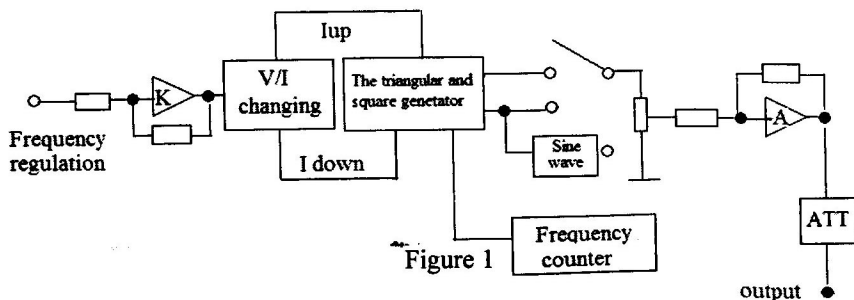 Iup
K
V/I
changing
The triangular and
square genetator
Frequency
regulation
I down
Sine
wave
A
ATT
Frequency
counter
Figure 1
output